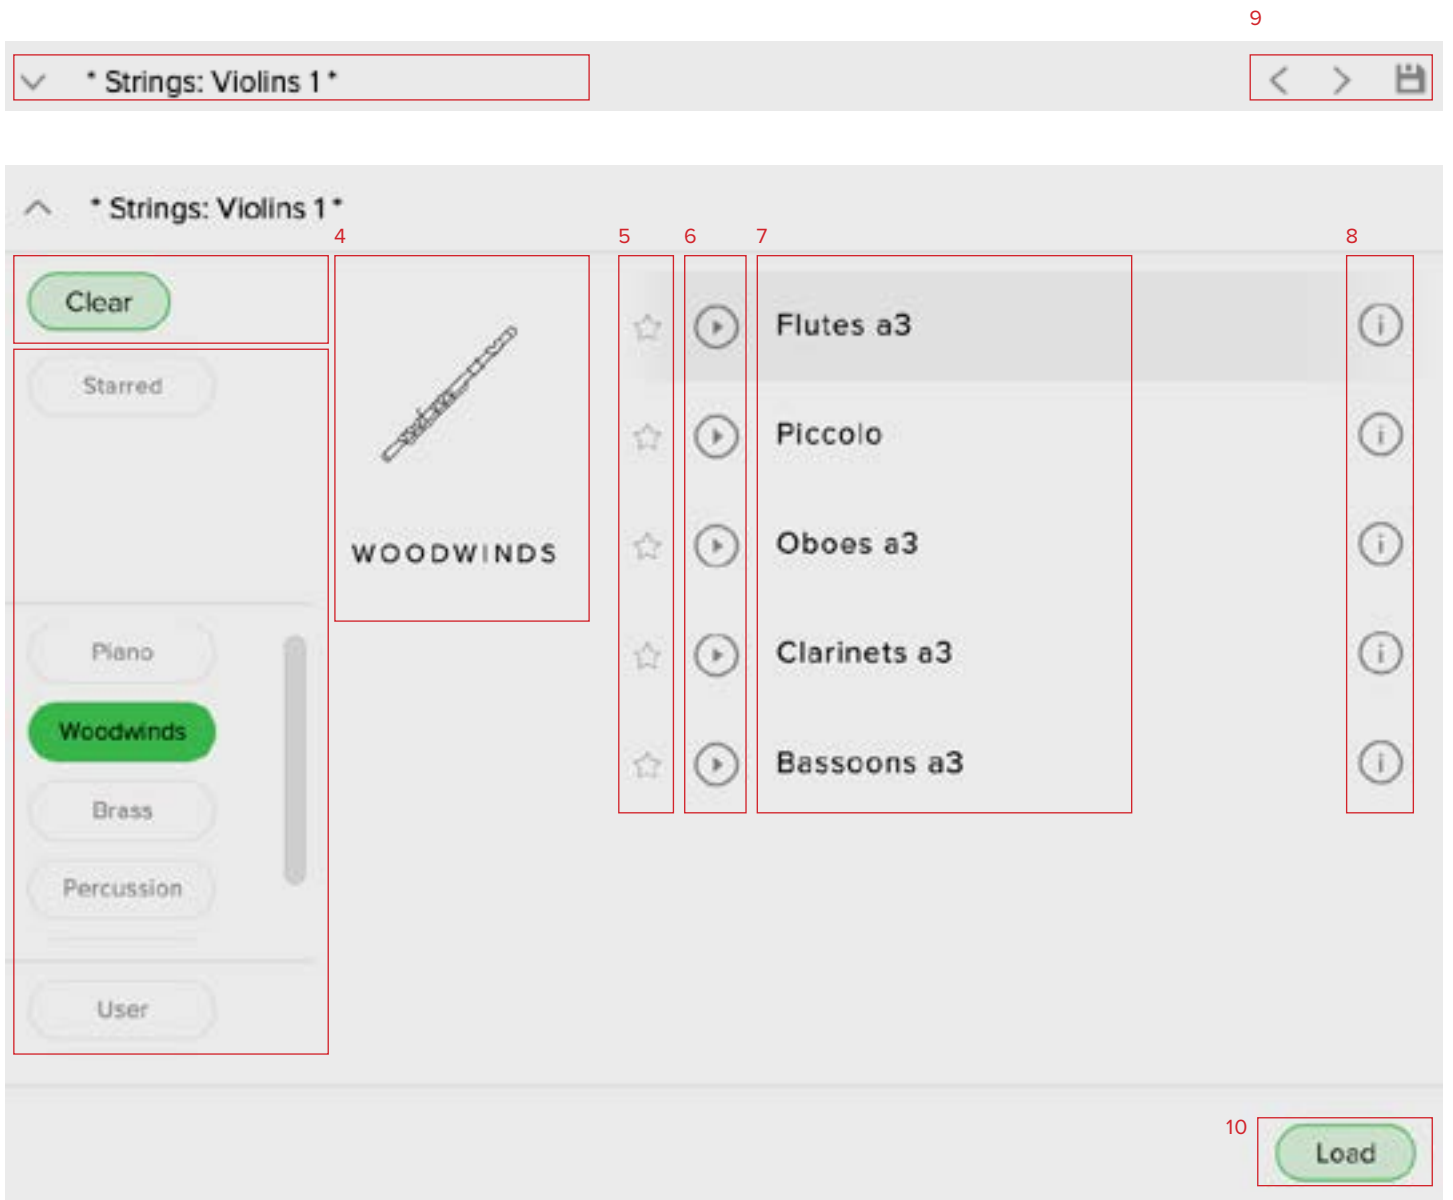 9
* Strings: Violins 1 *
* Strings: Violins 1 *
4 5 6 7 8
Clear
Starred
WOODWINDS
Piano
Woodwinds
Brass
Percussion
User
Flutes a3
Piccolo
Oboes a3
Clarinets a3
Bassoons a3
10
Load